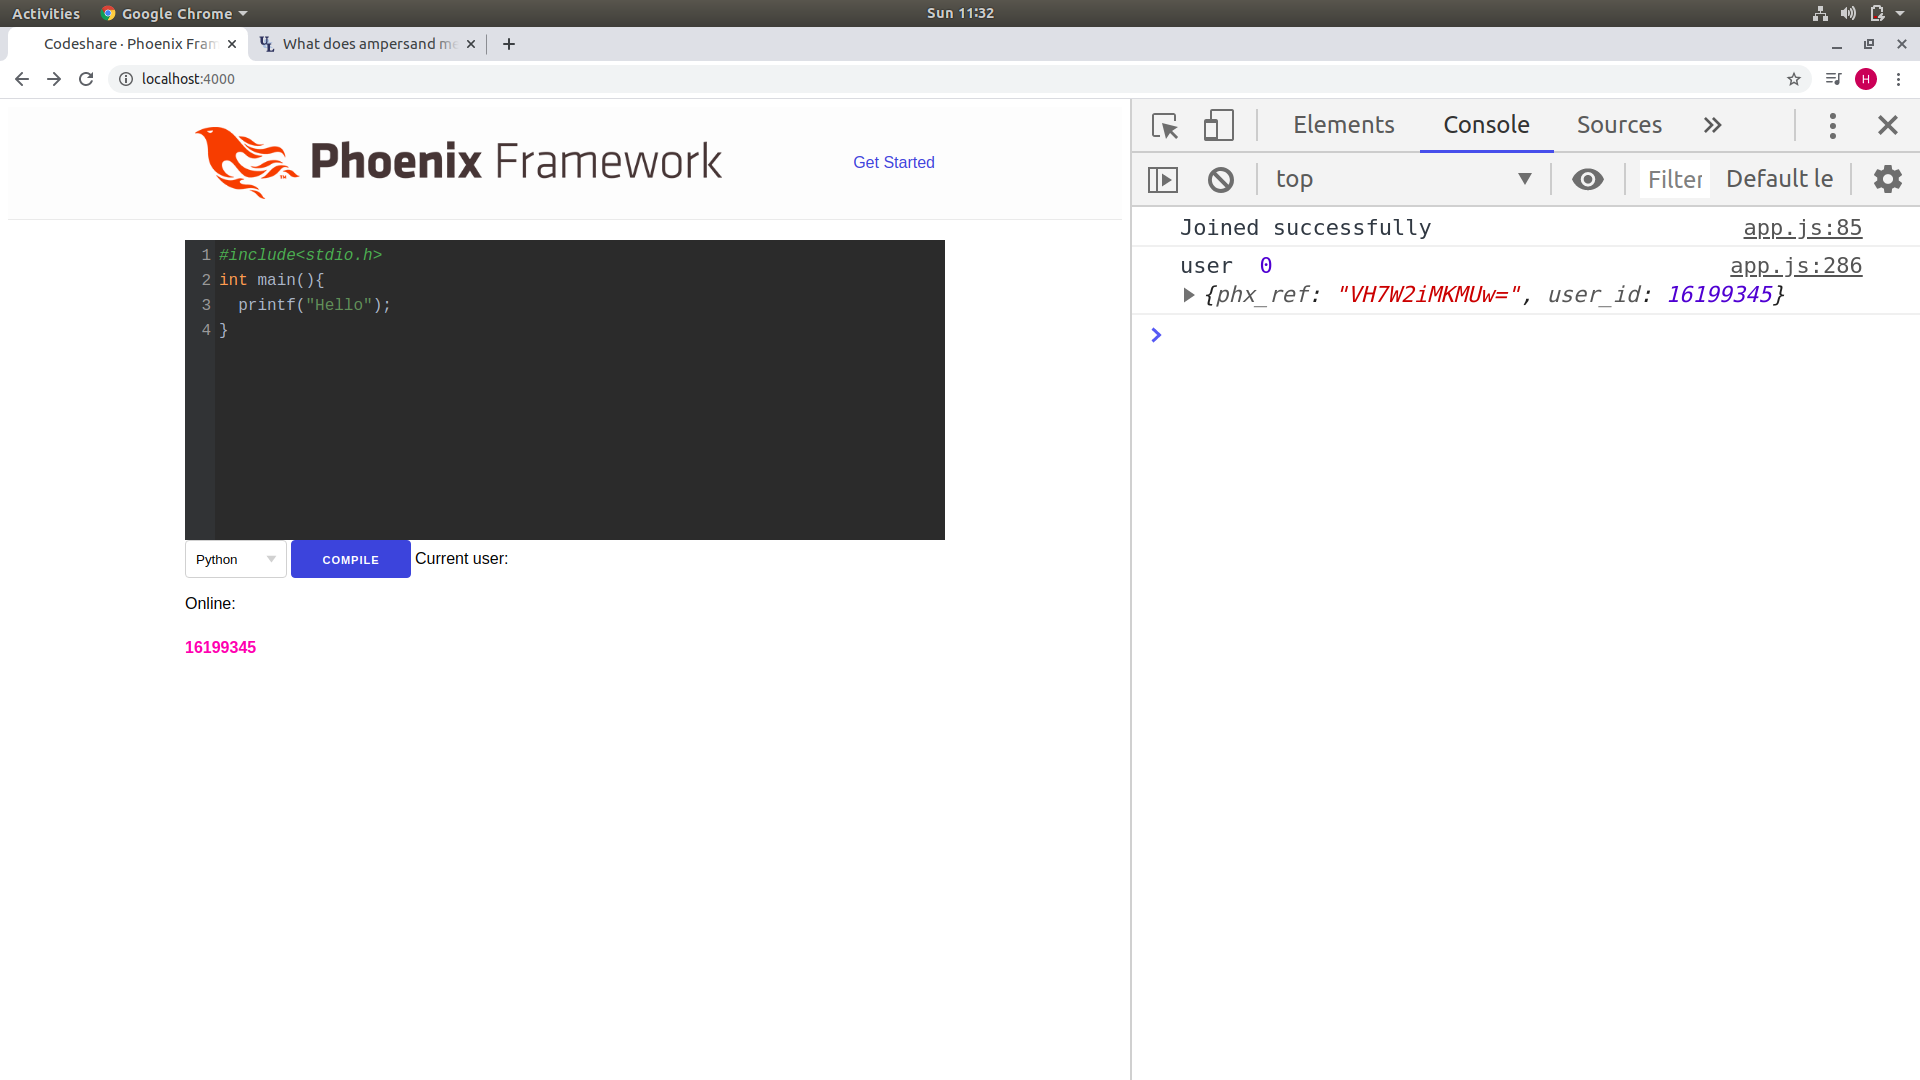 Activities Google Chrome Sun 11:32
Codeshare · Phoenix Fram What does ampersand me
localhost:4000 H
Phoenix Framework ™ Get Started
1 #include<stdio.h>
2 int main(){
3 printf("Hello");
4 }
Python COMPILE Current user:
Online:
16199345
Elements Console Sources
top Filter Default le
Joined successfully app.js:85
user 0 app.js:286
{phx_ref: "VH7W2iMKMUw=", user_id: 16199345}